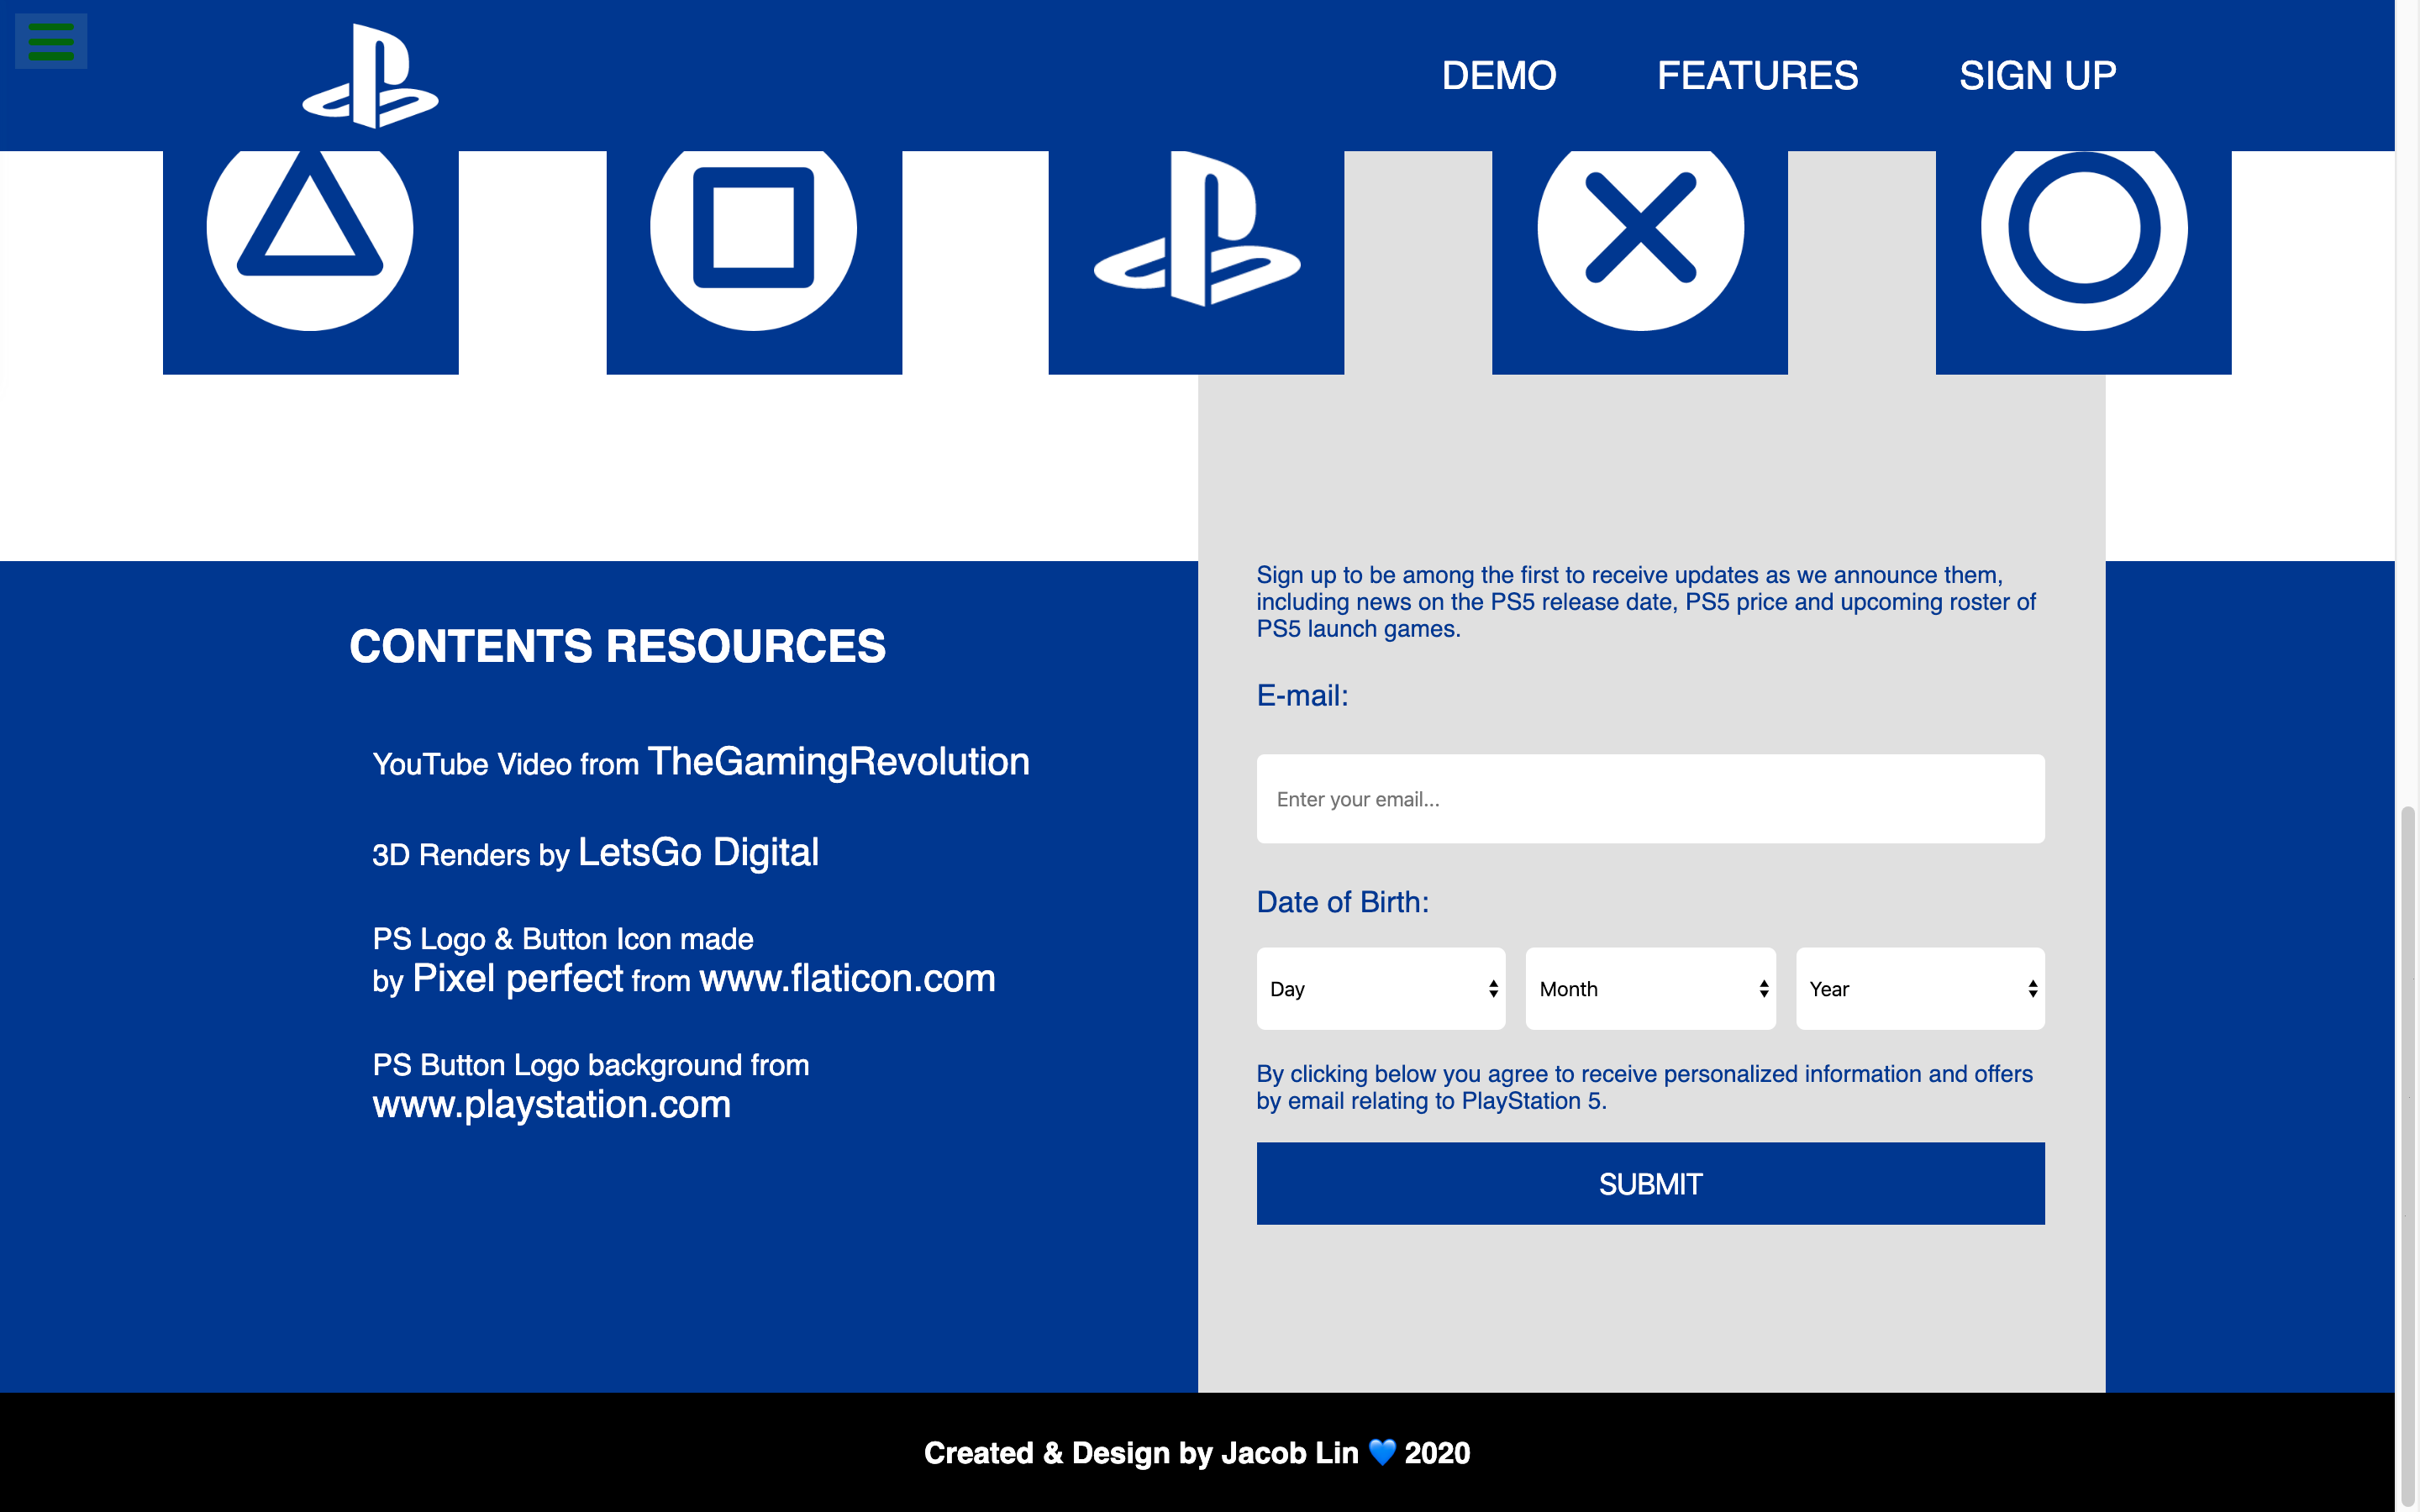 DEMO FEATURES SIGN UP
CONTENTS RESOURCES
YouTube Video from TheGamingRevolution
3D Renders by LetsGo Digital
PS Logo & Button Icon made
by Pixel perfect from www.flaticon.com
PS Button Logo background from
www.playstation.com
Sign up to be among the first to receive updates as we announce them,
including news on the PS5 release date, PS5 price and upcoming roster of
PS5 launch games.
E-mail:
Enter your email...
Date of Birth:
Day Month Year
By clicking below you agree to receive personalized information and offers
by email relating to PlayStation 5.
SUBMIT
Created & Design by Jacob Lin 💙 2020